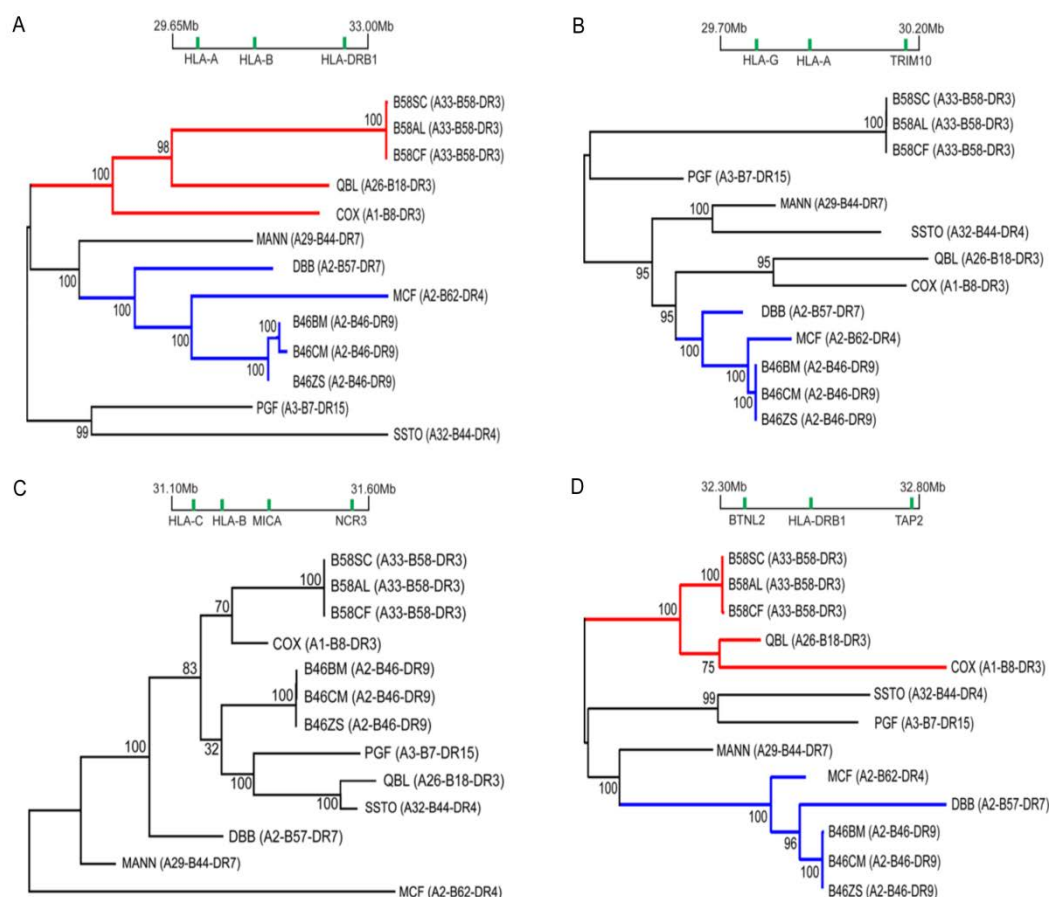 A
29.65Mb 33.00Mb
HLA-A HLA-B HLA-DRB1
B58SC (A33-B58-DR3)
100
B58AL (A33-B58-DR3)
B58CF (A33-B58-DR3)
98
100
QBL (A26-B18-DR3)
COX (A1-B8-DR3)
MANN (A29-B44-DR7)
100
DBB (A2-B57-DR7)
MCF (A2-B62-DR4)
100
B46BM (A2-B46-DR9)
100
100
B46CM (A2-B46-DR9)
100
B46ZS (A2-B46-DR9)
PGF (A3-B7-DR15)
99
SSTO (A32-B44-DR4)
B
29.70Mb 30.20Mb
HLA-G HLA-A TRIM10
B58SC (A33-B58-DR3)
100
B58AL (A33-B58-DR3)
B58CF (A33-B58-DR3)
PGF (A3-B7-DR15)
MANN (A29-B44-DR7)
100
SSTO (A32-B44-DR4)
QBL (A26-B18-DR3)
95
95
COX (A1-B8-DR3)
DBB (A2-B57-DR7)
95
MCF (A2-B62-DR4)
100
B46BM (A2-B46-DR9)
100
B46CM (A2-B46-DR9)
100
B46ZS (A2-B46-DR9)
C
31.10Mb 31.60Mb
HLA-C HLA-B MICA NCR3
B58SC (A33-B58-DR3)
100
B58AL (A33-B58-DR3)
B58CF (A33-B58-DR3)
70
COX (A1-B8-DR3)
83
B46BM (A2-B46-DR9)
100
B46CM (A2-B46-DR9)
B46ZS (A2-B46-DR9)
32
100
PGF (A3-B7-DR15)
100
QBL (A26-B18-DR3)
100
SSTO (A32-B44-DR4)
DBB (A2-B57-DR7)
MANN (A29-B44-DR7)
MCF (A2-B62-DR4)
D
32.30Mb 32.80Mb
BTNL2 HLA-DRB1 TAP2
B58SC (A33-B58-DR3)
100
B58AL (A33-B58-DR3)
B58CF (A33-B58-DR3)
100
QBL (A26-B18-DR3)
75
COX (A1-B8-DR3)
SSTO (A32-B44-DR4)
99
PGF (A3-B7-DR15)
MANN (A29-B44-DR7)
MCF (A2-B62-DR4)
100
DBB (A2-B57-DR7)
100
B46BM (A2-B46-DR9)
96
B46CM (A2-B46-DR9)
100
B46ZS (A2-B46-DR9)